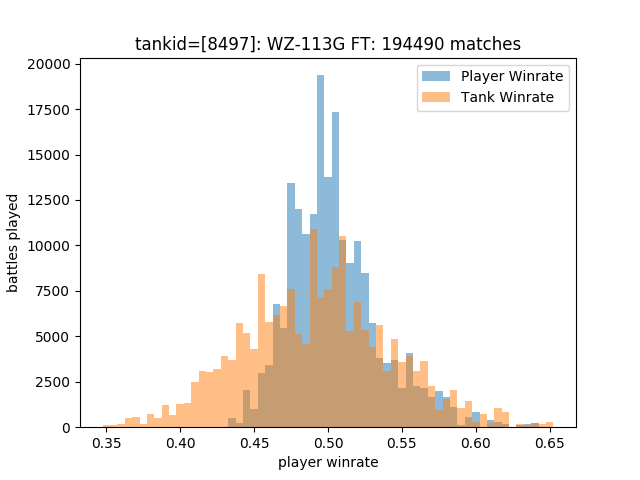 tankid=[8497]: WZ-113G FT: 194490 matches
Player Winrate
Tank Winrate
battles played
20000
17500
15000
12500
10000
7500
5000
2500
0
0.35 0.40 0.45 0.50 0.55 0.60 0.65
player winrate